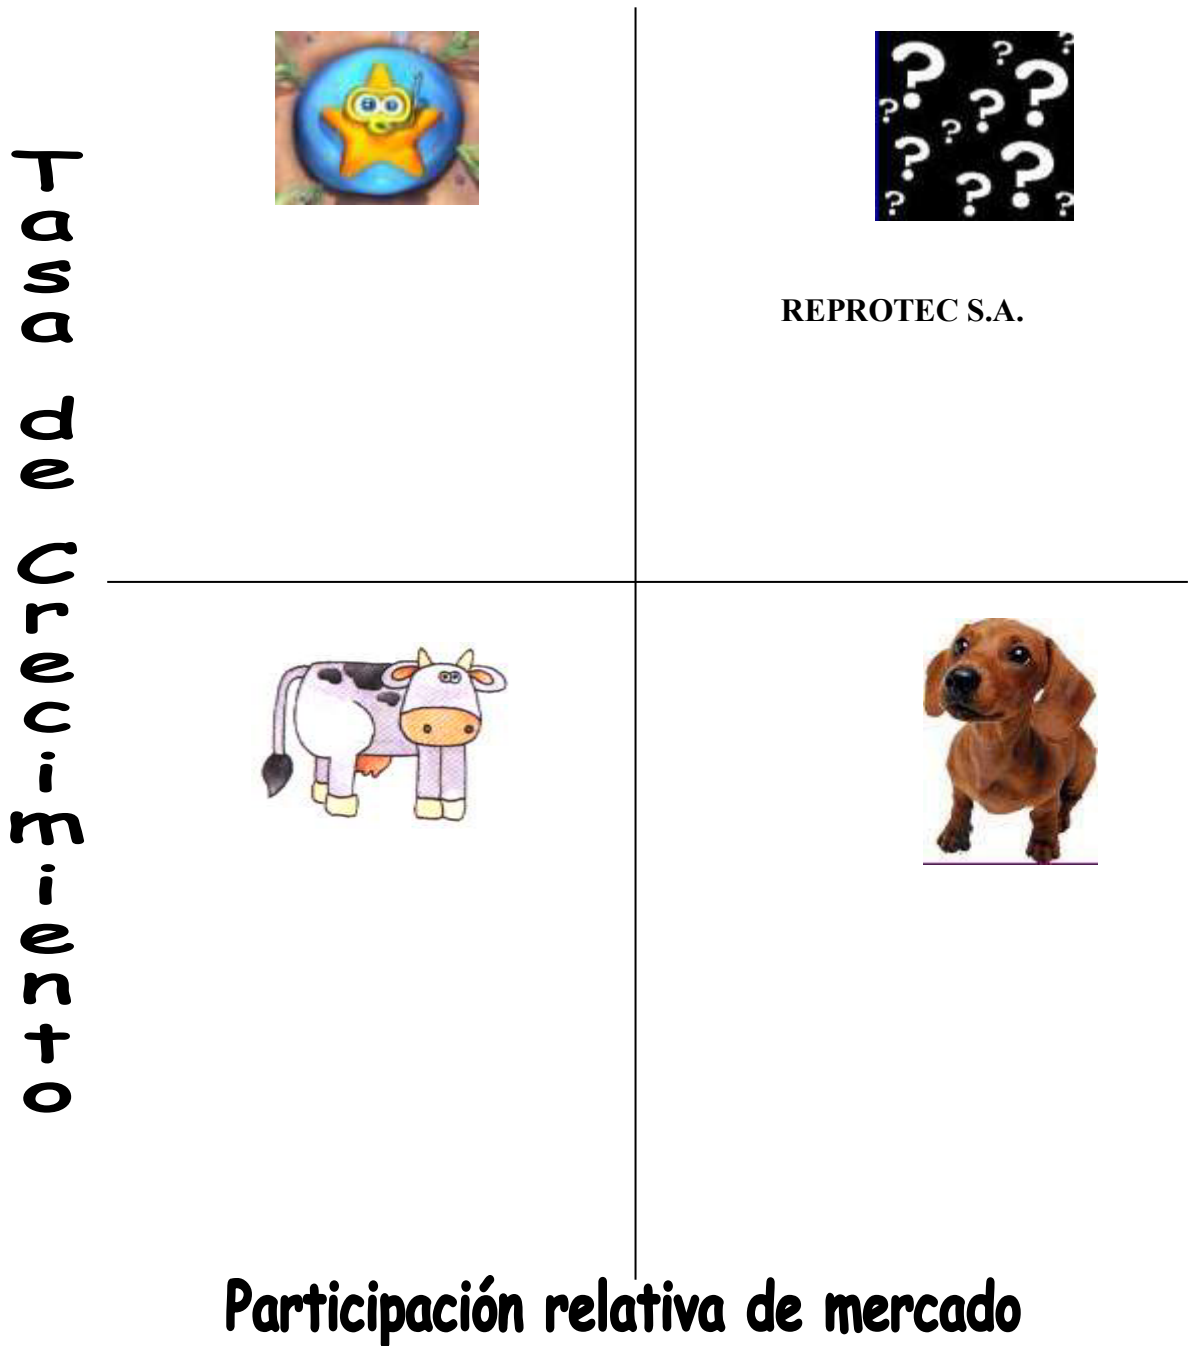 Tasa de Crecimiento
? ? ? ? ? ? ? ? ? ? ? ?
REPROTEC S.A.
Participación relativa de mercado